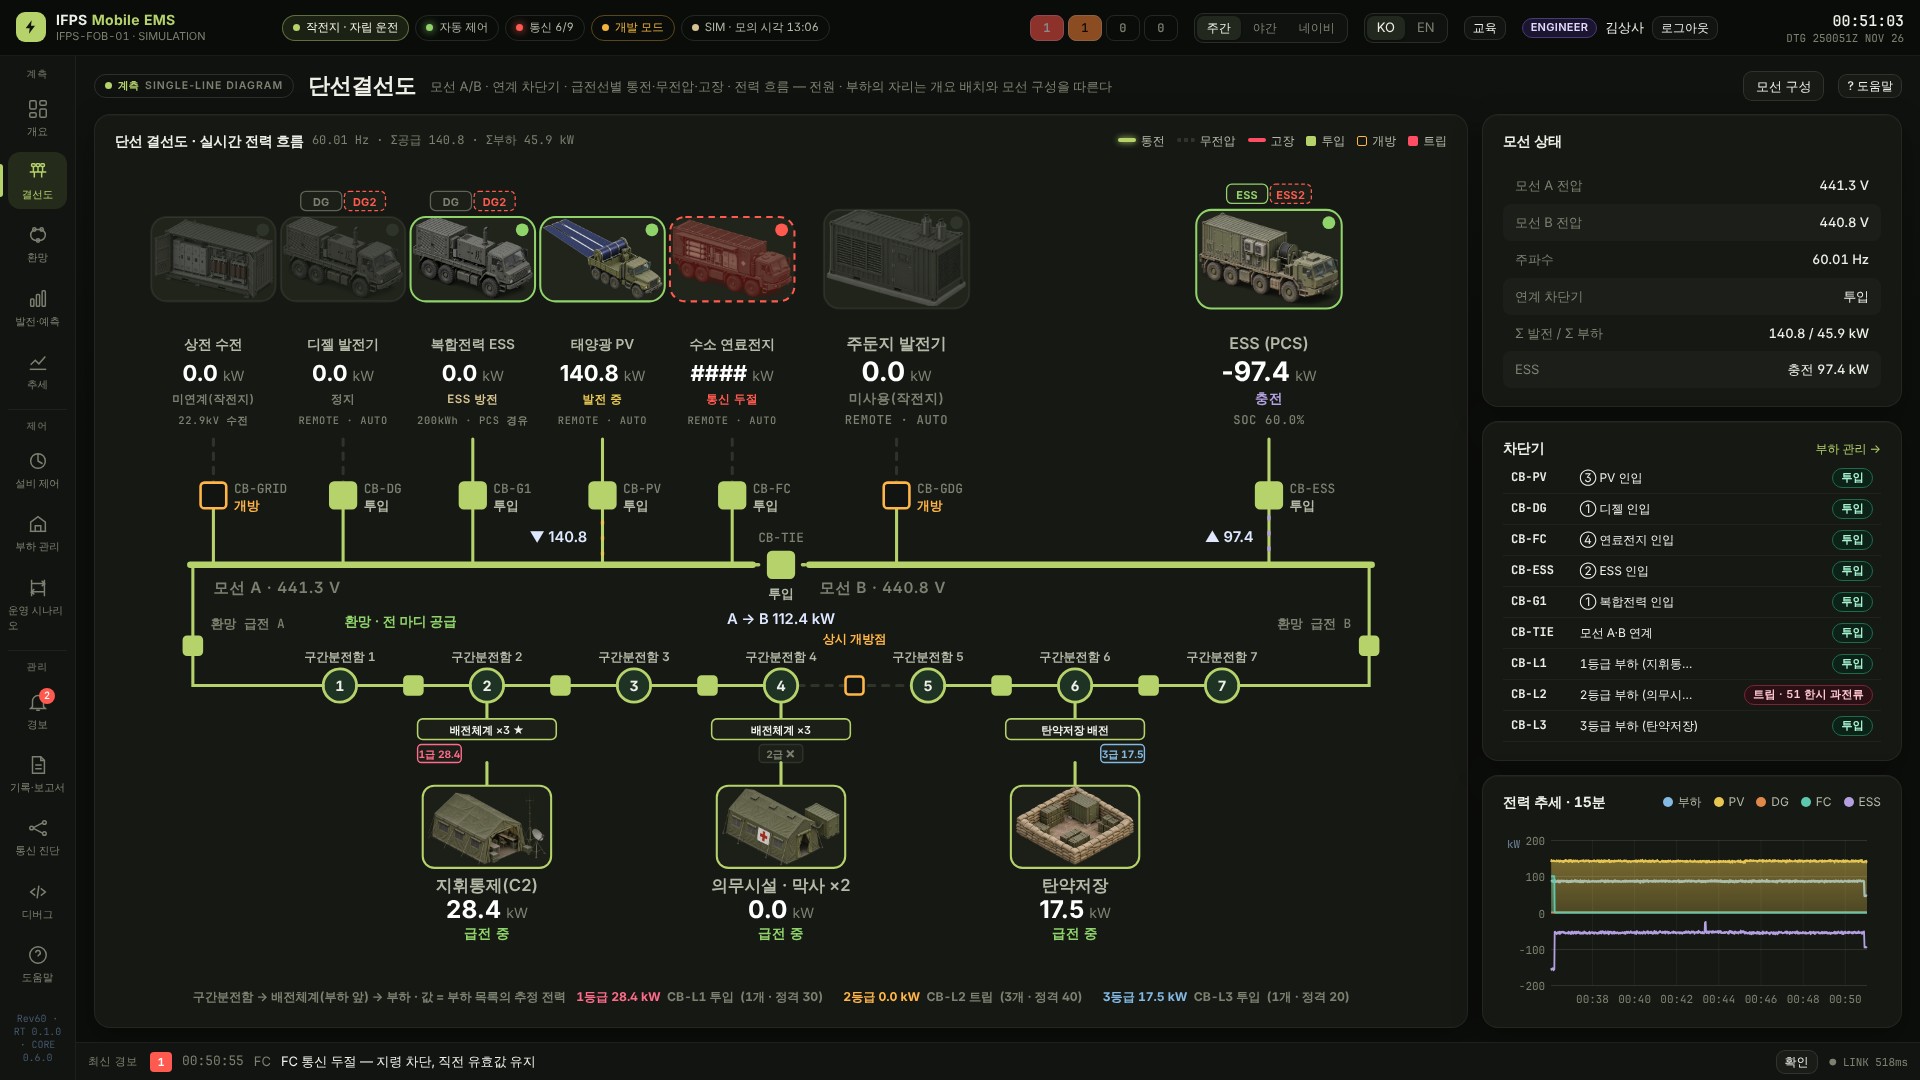 IFPS Mobile EMS
IFPS-FOB-01 · SIMULATION
작전지 · 자립 운전
자동 제어
통신 6/9
개발 모드
SIM · 모의 시각 13:06
1 1 0 0
주간 야간 네이비
KO EN
교육
ENGINEER 김상사 로그아웃
00:51:03
DTG 250051Z NOV 26
계측
개요
결선도
환망
발전·예측
추세
제어
설비 제어
부하 관리
운영 시나리오
관리
2
경보
기록·보고서
통신 진단
디버그
도움말
Rev60 ·
RT 0.1.0
· CORE
0.6.0
계측 SINGLE-LINE DIAGRAM
단선결선도
모선 A/B · 연계 차단기 · 급전선별 통전·무전압·고장 · 전력 흐름 — 전원 · 부하의 자리는 개요 배치와 모선 구성을 따른다
모선 구성
? 도움말
단선 결선도 · 실시간 전력 흐름 60.01 Hz · Σ공급 140.8 · Σ부하 45.9 kW
통전 무전압 고장 투입 개방 트립
DG DG2
DG DG2
ESS ESS2
상전 수전
0.0 kW
미연계(작전지)
22.9kV 수전
디젤 발전기
0.0 kW
정지
REMOTE · AUTO
복합전력 ESS
0.0 kW
ESS 방전
200kWh · PCS 경유
태양광 PV
140.8 kW
발전 중
REMOTE · AUTO
수소 연료전지
#### kW
통신 두절
REMOTE · AUTO
주둔지 발전기
0.0 kW
미사용(작전지)
REMOTE · AUTO
ESS (PCS)
-97.4 kW
충전
SOC 60.0%
CB-GRID
개방
CB-DG
투입
CB-G1
투입
CB-PV
투입
CB-FC
투입
CB-GDG
개방
CB-ESS
투입
▼ 140.8
▲ 97.4
CB-TIE
투입
모선 A · 441.3 V
모선 B · 440.8 V
A → B 112.4 kW
상시 개방점
환망 급전 A
환망 · 전 마디 공급
환망 급전 B
구간분전함 1
구간분전함 2
구간분전함 3
구간분전함 4
구간분전함 5
구간분전함 6
구간분전함 7
1 2 3 4 5 6 7
배전체계 ×3 ★
1급 28.4
배전체계 ×3
2급 ✕
탄약저장 배전
3급 17.5
지휘통제(C2)
28.4 kW
급전 중
의무시설 · 막사 ×2
0.0 kW
급전 중
탄약저장
17.5 kW
급전 중
구간분전함 → 배전체계(부하 앞) → 부하 · 값 = 부하 목록의 추정 전력 1등급 28.4 kW CB-L1 투입 (1개 · 정격 30) 2등급 0.0 kW CB-L2 트립 (3개 · 정격 40) 3등급 17.5 kW CB-L3 투입 (1개 · 정격 20)
모선 상태
모선 A 전압 441.3 V
모선 B 전압 440.8 V
주파수 60.01 Hz
연계 차단기 투입
Σ 발전 / Σ 부하 140.8 / 45.9 kW
ESS 충전 97.4 kW
차단기 부하 관리 →
CB-PV ③ PV 인입 투입
CB-DG ① 디젤 인입 투입
CB-FC ④ 연료전지 인입 투입
CB-ESS ② ESS 인입 투입
CB-G1 ① 복합전력 인입 투입
CB-TIE 모선 A·B 연계 투입
CB-L1 1등급 부하 (지휘통... 투입
CB-L2 2등급 부하 (의무시... 트립 · 51 한시 과전류
CB-L3 3등급 부하 (탄약저장) 투입
전력 추세 · 15분
부하 PV DG FC ESS
kW 200
100
0
-100
-200
00:38 00:40 00:42 00:44 00:46 00:48 00:50
최신 경보 1 00:50:55 FC FC 통신 두절 — 지령 차단, 직전 유효값 유지
확인
LINK 518ms